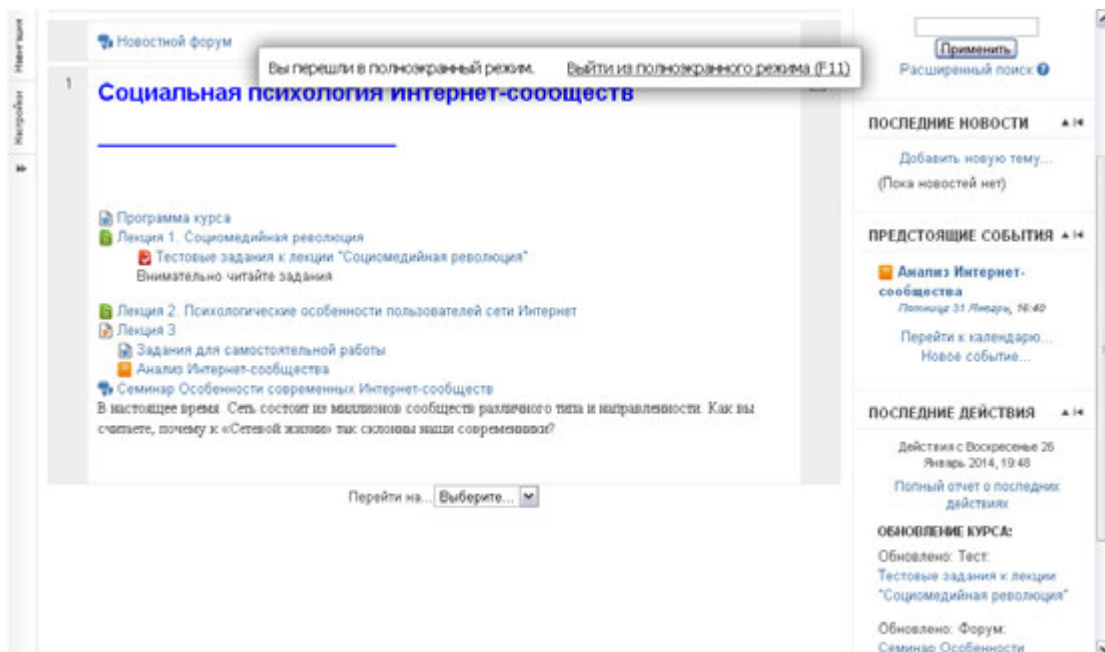 Навигация
Настройки
Новостной форум
Вы перешли в полноэкранный режим. Выйти из полноэкранного режима (F11)
1
Социальная психология Интернет-сообществ
Программа курса
Лекция 1. Социомедийная революция
Тестовые задания к лекции "Социомедийная революция"
Внимательно читайте задания
Лекция 2. Психологические особенности пользователей сети Интернет
Лекция 3
Задания для самостоятельной работы
Анализ Интернет-сообщества
Семинар Особенности современных Интернет-сообществ
В настоящее время Сеть состоит из миллионов сообществ различного типа и направленности. Как вы
считаете, почему к «Сетевой жизни» так склонны наши современники?
Перейти на... Выберите...
Применить
Расширенный поиск
ПОСЛЕДНИЕ НОВОСТИ
Добавить новую тему...
(Пока новостей нет)
ПРЕДСТОЯЩИЕ СОБЫТИЯ
Анализ Интернет-
сообщества
Пятница 31 Январь, 16:40
Перейти к календарю...
Новое событие...
ПОСЛЕДНИЕ ДЕЙСТВИЯ
Действия с Воскресенье 26
Январь 2014, 19:48
Полный отчет о последних
действиях
ОБНОВЛЕНИЕ КУРСА:
Обновлено: Тест:
Тестовые задания к лекции
"Социомедийная революция"
Обновлено: Форум:
Семинар Особенности